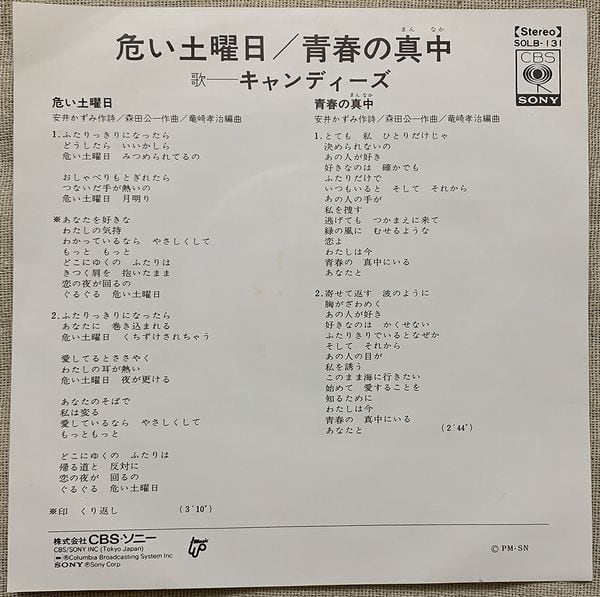 危い土曜日／青春の真中
まん なか
歌──キャンディーズ
【Stereo】
SOLB-131
CBS
SONY
危い土曜日
安井かずみ作詩／森田公一作曲／竜崎孝治編曲
1.ふたりっきりになったら
どうしたら いいかしら
危い土曜日 みつめられてるの
おしゃべりもとぎれたら
つないだ手が熱いの
危い土曜日 月明り
※あなたを好きな
わたしの気持
わかっているなら やさしくして
もっと もっと
どこにゆくの ふたりは
きつく肩を 抱いたまま
恋の夜が回るの
ぐるぐる 危い土曜日
2.ふたりっきりになったら
あなたに 巻き込まれる
危い土曜日 くちずけされちゃう
愛してるとささやく
わたしの耳が熱い
危い土曜日 夜が更ける
あなたのそばで
私は変る
愛しているなら やさしくして
もっともっと
どこにゆくの ふたりは
帰る道と 反対に
恋の夜が 回るの
ぐるぐる 危い土曜日
※印 くり返し (3′10″)
青春の真中
まんなか
安井かずみ作詩／森田公一作曲／竜崎孝治編曲
1.とても 私 ひとりだけじゃ
決められないの
あの人が好き
好きなのは 確かでも
ふたりだけで
いつもいると そして それから
あの人の手が
私を捜す
逃げても つかまえに来て
緑の風に むせるような
恋よ
わたしは今
青春の 真中にいる
あなたと
2.寄せて返す 波のように
胸がざわめく
あの人が好き
好きなのは かくせない
ふたりきりでいるとなぜか
そして それから
あの人の目が
私を誘う
このまま海に行きたい
始めて 愛することを
知るために
わたしは今
青春の 真中にいる
あなたと (2′44″)
株式会社 CBS・ソニー
CBS/SONY INC (Tokyo Japan)
®Columbia Broadcasting System Inc
SONY ®Sony Corp
Ⓒ PM-SN